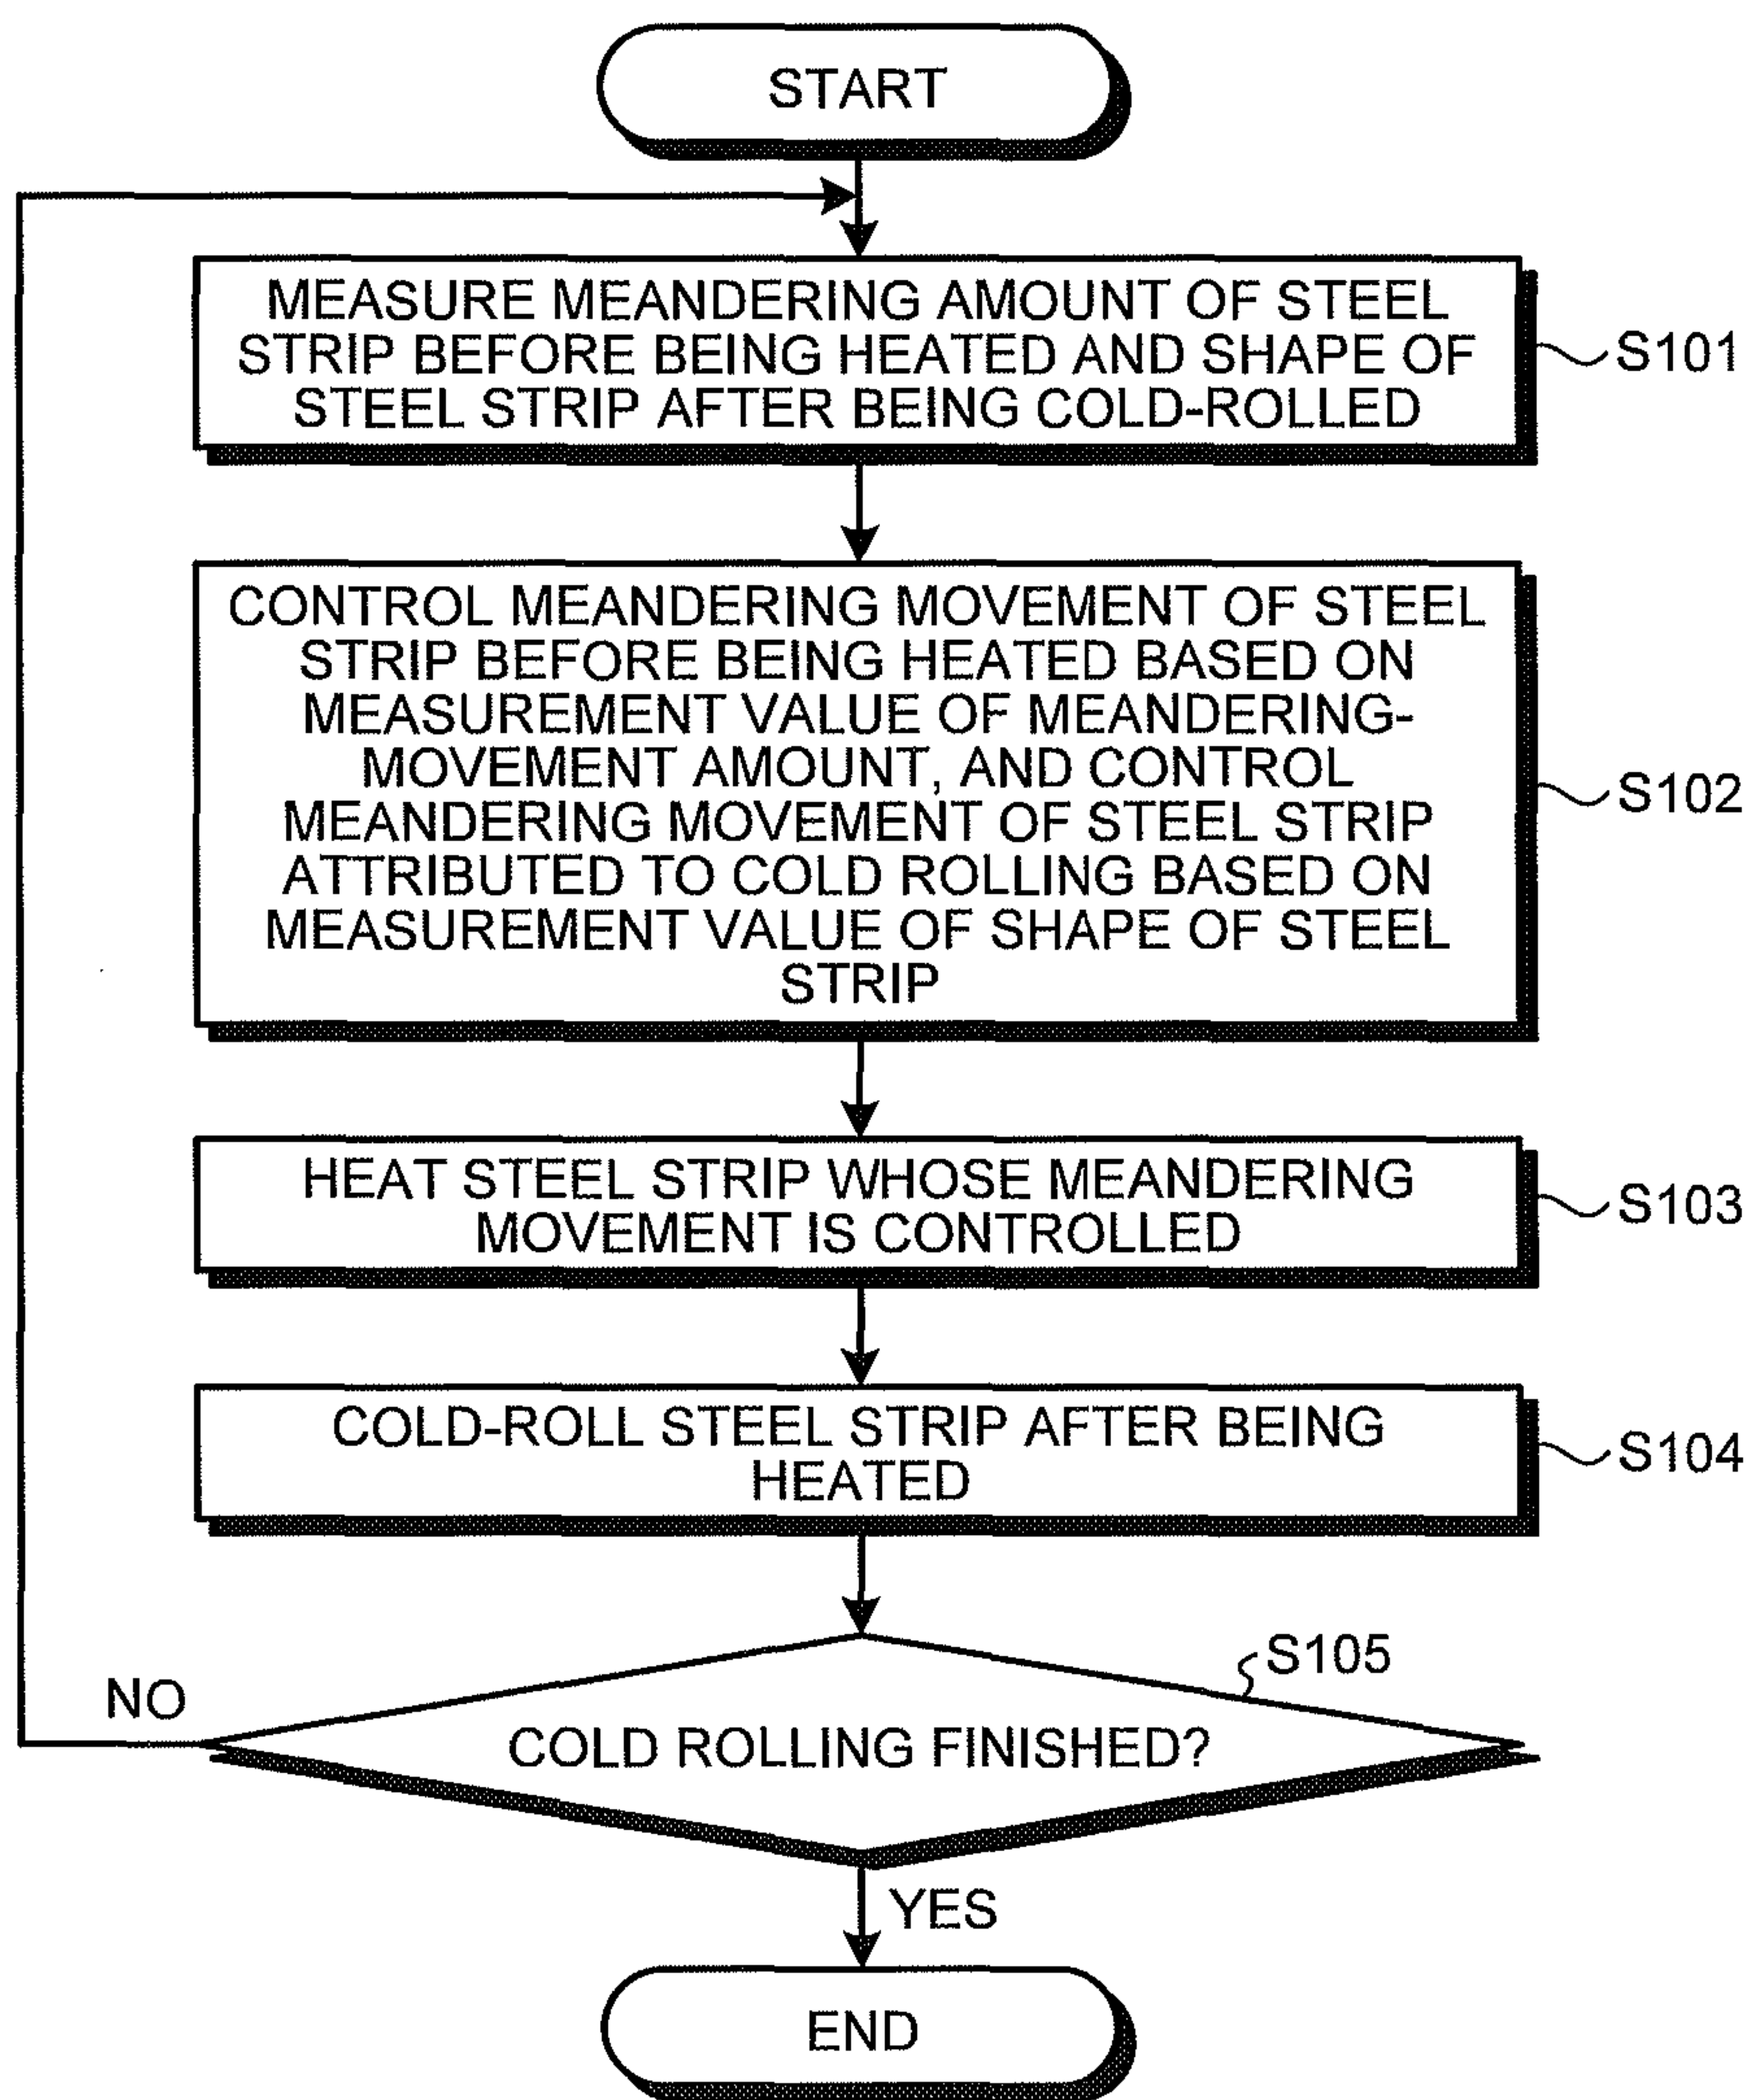 START
MEASURE MEANDERING AMOUNT OF STEEL
STRIP BEFORE BEING HEATED AND SHAPE OF
STEEL STRIP AFTER BEING COLD-ROLLED
S101
CONTROL MEANDERING MOVEMENT OF STEEL
STRIP BEFORE BEING HEATED BASED ON
MEASUREMENT VALUE OF MEANDERING-
MOVEMENT AMOUNT, AND CONTROL
MEANDERING MOVEMENT OF STEEL STRIP
ATTRIBUTED TO COLD ROLLING BASED ON
MEASUREMENT VALUE OF SHAPE OF STEEL
STRIP
S102
HEAT STEEL STRIP WHOSE MEANDERING
MOVEMENT IS CONTROLLED
S103
COLD-ROLL STEEL STRIP AFTER BEING
HEATED
S104
S105
NO
COLD ROLLING FINISHED?
YES
END